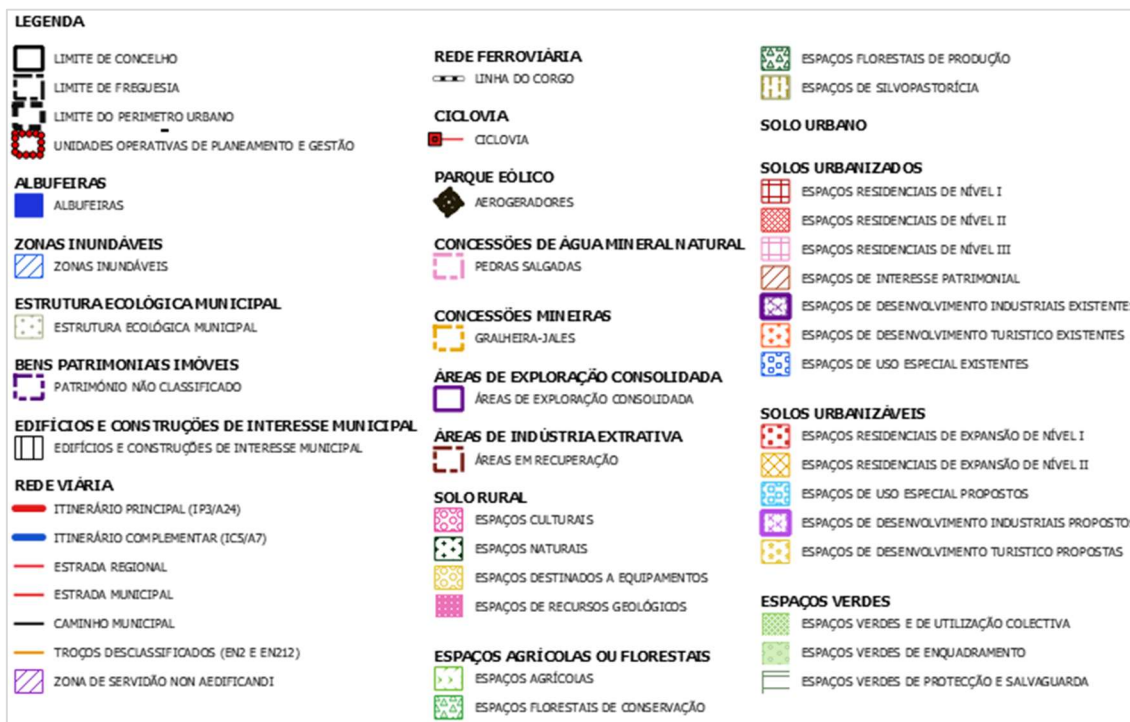 LEGENDA
LIMITE DE CONCELHO
LIMITE DE FREGUESIA
LIMITE DO PERIMETRO URBANO
UNIDADES OPERATIVAS DE PLANEAMENTO E GESTÃO
ALBUFEIRAS
ALBUFEIRAS
ZONAS INUNDÁVEIS
ZONAS INUNDÁVEIS
ESTRUTURA ECOLÓGICA MUNICIPAL
ESTRUTURA ECOLÓGICA MUNICIPAL
BENS PATRIMONIAIS IMÓVEIS
PATRIMÓNIO NÃO CLASSIFICADO
EDIFÍCIOS E CONSTRUÇÕES DE INTERESSE MUNICIPAL
EDIFÍCIOS E CONSTRUÇÕES DE INTERESSE MUNICIPAL
REDE VIÁRIA
ITINERÁRIO PRINCIPAL (IP3/A24)
ITINERÁRIO COMPLEMENTAR (IC5/A7)
ESTRADA REGIONAL
ESTRADA MUNICIPAL
CAMINHO MUNICIPAL
TROÇOS DESCLASSIFICADOS (EN2 E EN212)
ZONA DE SERVIDÃO NON AEDIFICANDI
REDE FERROVIÁRIA
LINHA DO CORGO
CICLOVIA
CICLOVIA
PARQUE EÓLICO
AEROGERADORES
CONCESSÕES DE ÁGUA MINERAL NATURAL
PEDRAS SALGADAS
CONCESSÕES MINEIRAS
GRALHEIRA-JALES
ÁREAS DE EXPLORAÇÃO CONSOLIDADA
ÁREAS DE EXPLORAÇÃO CONSOLIDADA
ÁREAS DE INDÚSTRIA EXTRATIVA
ÁREAS EM RECUPERAÇÃO
SOLO RURAL
ESPAÇOS CULTURAIS
ESPAÇOS NATURAIS
ESPAÇOS DESTINADOS A EQUIPAMENTOS
ESPAÇOS DE RECURSOS GEOLÓGICOS
ESPAÇOS AGRÍCOLAS OU FLORESTAIS
ESPAÇOS AGRÍCOLAS
ESPAÇOS FLORESTAIS DE CONSERVAÇÃO
ESPAÇOS FLORESTAIS DE PRODUÇÃO
ESPAÇOS DE SILVOPASTORÍCIA
SOLO URBANO
SOLOS URBANIZADOS
ESPAÇOS RESIDENCIAIS DE NÍVEL I
ESPAÇOS RESIDENCIAIS DE NÍVEL II
ESPAÇOS RESIDENCIAIS DE NÍVEL III
ESPAÇOS DE INTERESSE PATRIMONIAL
ESPAÇOS DE DESENVOLVIMENTO INDUSTRIAIS EXISTENTE
ESPAÇOS DE DESENVOLVIMENTO TURISTICO EXISTENTES
ESPAÇOS DE USO ESPECIAL EXISTENTES
SOLOS URBANIZÁVEIS
ESPAÇOS RESIDENCIAIS DE EXPANSÃO DE NÍVEL I
ESPAÇOS RESIDENCIAIS DE EXPANSÃO DE NÍVEL II
ESPAÇOS DE USO ESPECIAL PROPOSTOS
ESPAÇOS DE DESENVOLVIMENTO INDUSTRIAIS PROPOSTO
ESPAÇOS DE DESENVOLVIMENTO TURISTICO PROPOSTAS
ESPAÇOS VERDES
ESPAÇOS VERDES E DE UTILIZAÇÃO COLECTIVA
ESPAÇOS VERDES DE ENQUADRAMENTO
ESPAÇOS VERDES DE PROTECÇÃO E SALVAGUARDA